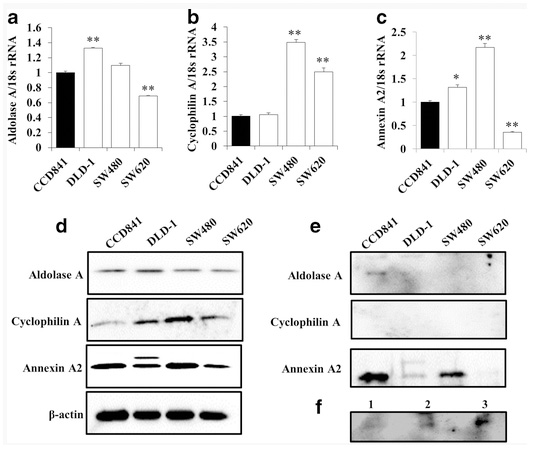 a
Aldolase A/18s rRNA
1.6
1.4
1.2
1
0.8
0.6
0.4
0.2
0
**
**
CCD841
DLD-1
SW480
SW620
b
Cyclophilin A/18s rRNA
4
3.5
3
2.5
2
1.5
1
0.5
0
**
**
CCD841
DLD-1
SW480
SW620
c
Annexin A2/18s rRNA
2.5
2
1.5
1
0.5
0
*
**
**
CCD841
DLD-1
SW480
SW620
d
CCD841
DLD-1
SW480
SW620
Aldolase A
Cyclophilin A
Annexin A2
β-actin
e
CCD841
DLD-1
SW480
SW620
Aldolase A
Cyclophilin A
Annexin A2
f
1
2
3